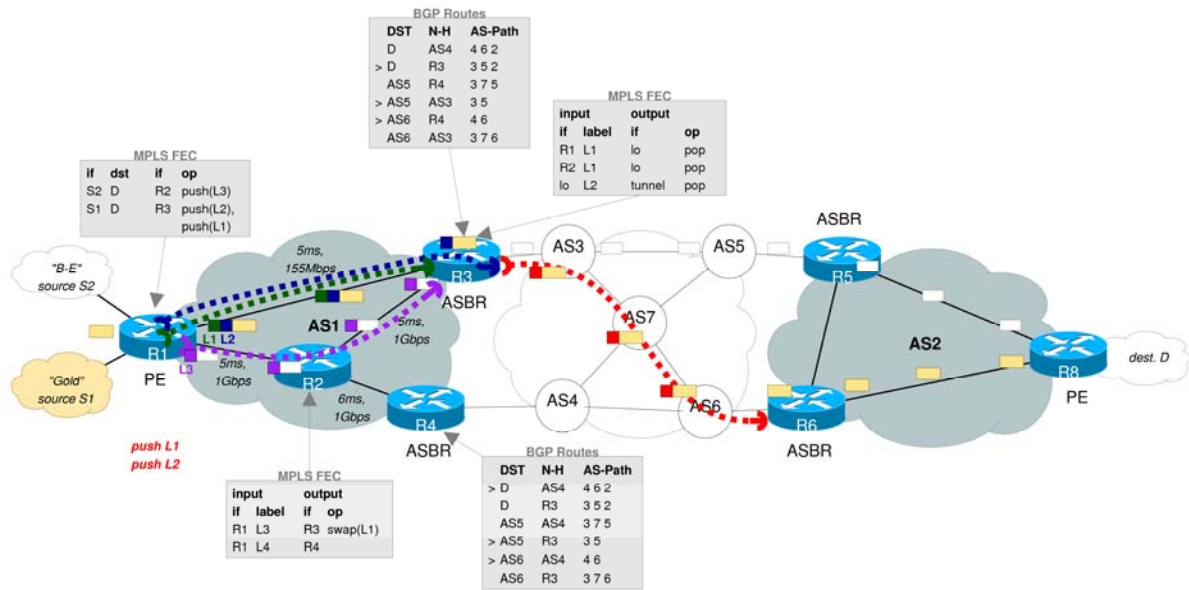 BGP Routes
DST N-H AS-Path
D AS4 4 6 2
> D R3 3 5 2
AS5 R4 3 7 5
> AS5 AS3 3 5
> AS6 R4 4 6
AS6 AS3 3 7 6
MPLS FEC
input output
if label if op
R1 L1 lo pop
R2 L1 lo pop
lo L2 tunnel pop
MPLS FEC
if dst if op
S2 D R2 push(L3)
S1 D R3 push(L2),
push(L1)
"B-E"
source S2
"Gold"
source S1
R1
PE
L1 L2
L3
5ms,
155Mbps
AS1
5ms,
1Gbps
5ms,
1Gbps
6ms,
1Gbps
R2
R3
ASBR
R4
ASBR
AS3
AS5
AS7
AS4
AS6
ASBR
R5
R6
ASBR
AS2
R8
PE
dest. D
push L1
push L2
MPLS FEC
input output
if label if op
R1 L3 R3 swap(L1)
R1 L4 R4
BGP Routes
DST N-H AS-Path
> D AS4 4 6 2
D R3 3 5 2
AS5 AS4 3 7 5
> AS5 R3 3 5
> AS6 AS4 4 6
AS6 R3 3 7 6